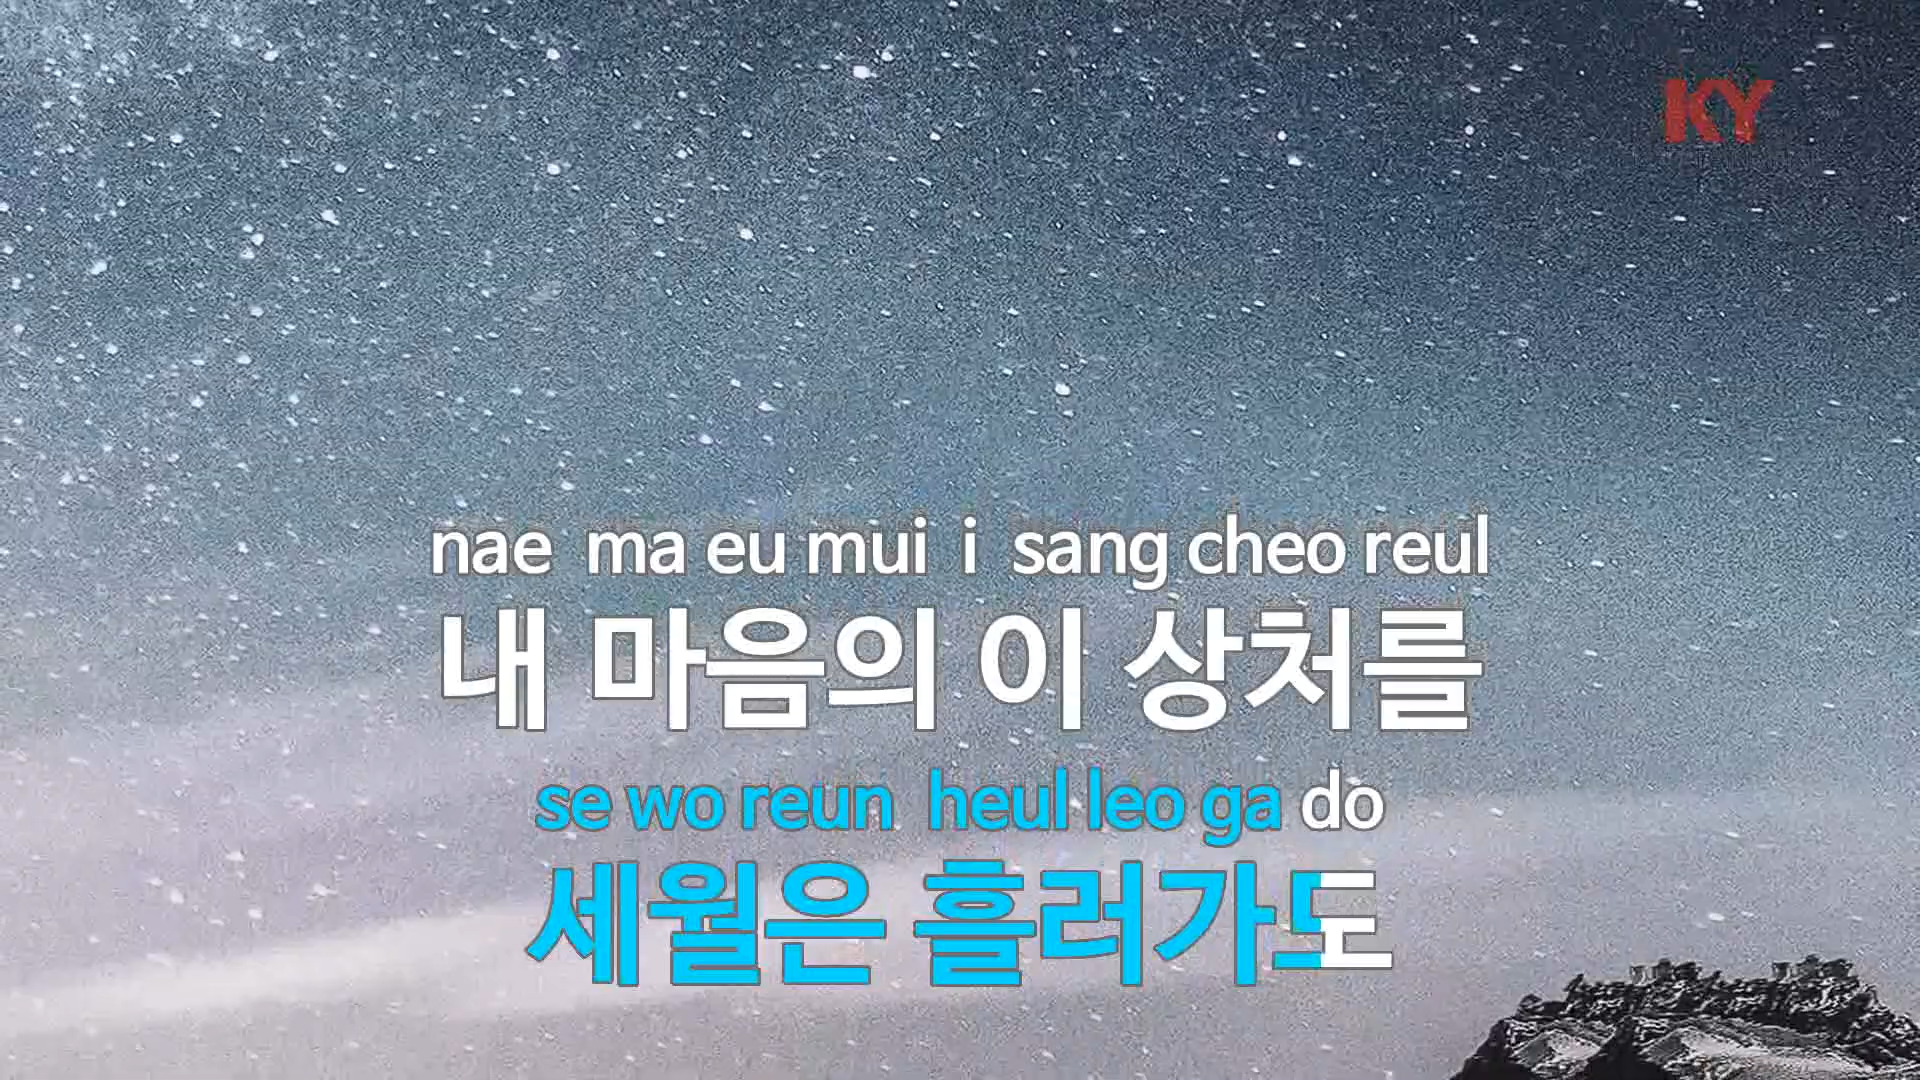 KY
nae ma eu mui i sang cheo reul
내 마음의 이 상처를
se wo reun heul leo ga do
세월은 흘러가도